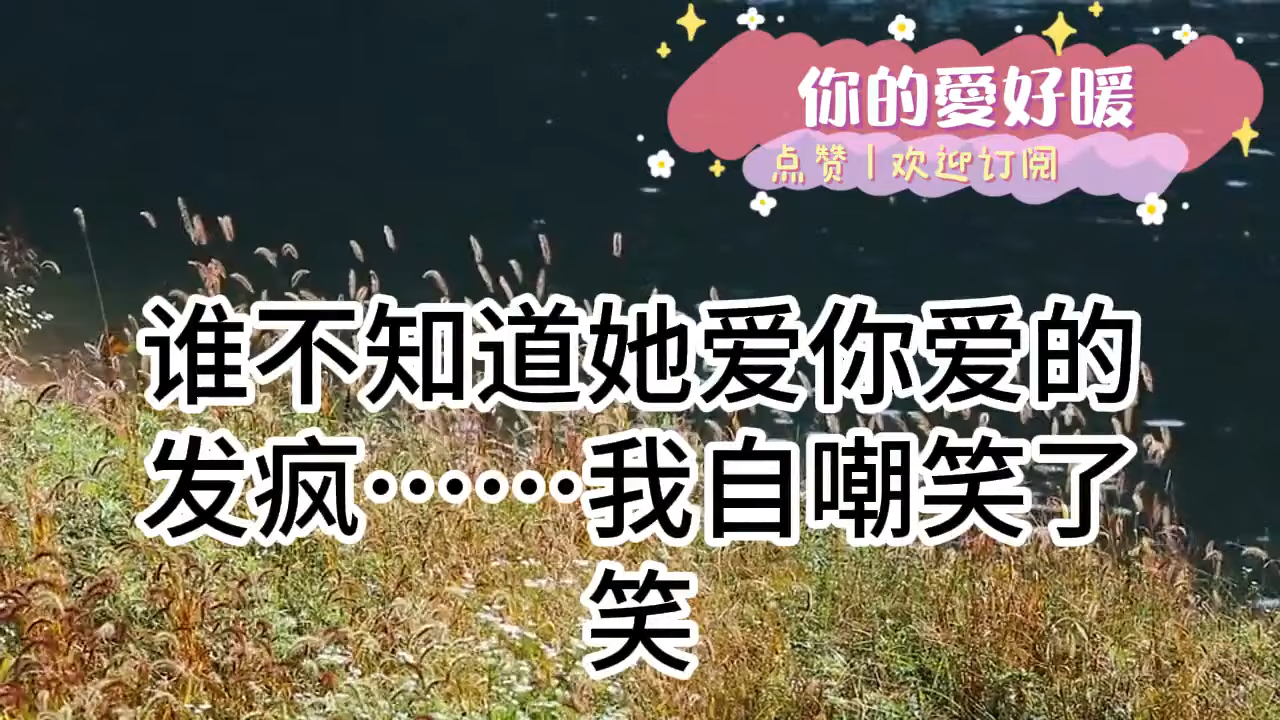 你的愛好暖
点赞|欢迎订阅
谁不知道她爱你爱的
发疯……我自嘲笑了
笑